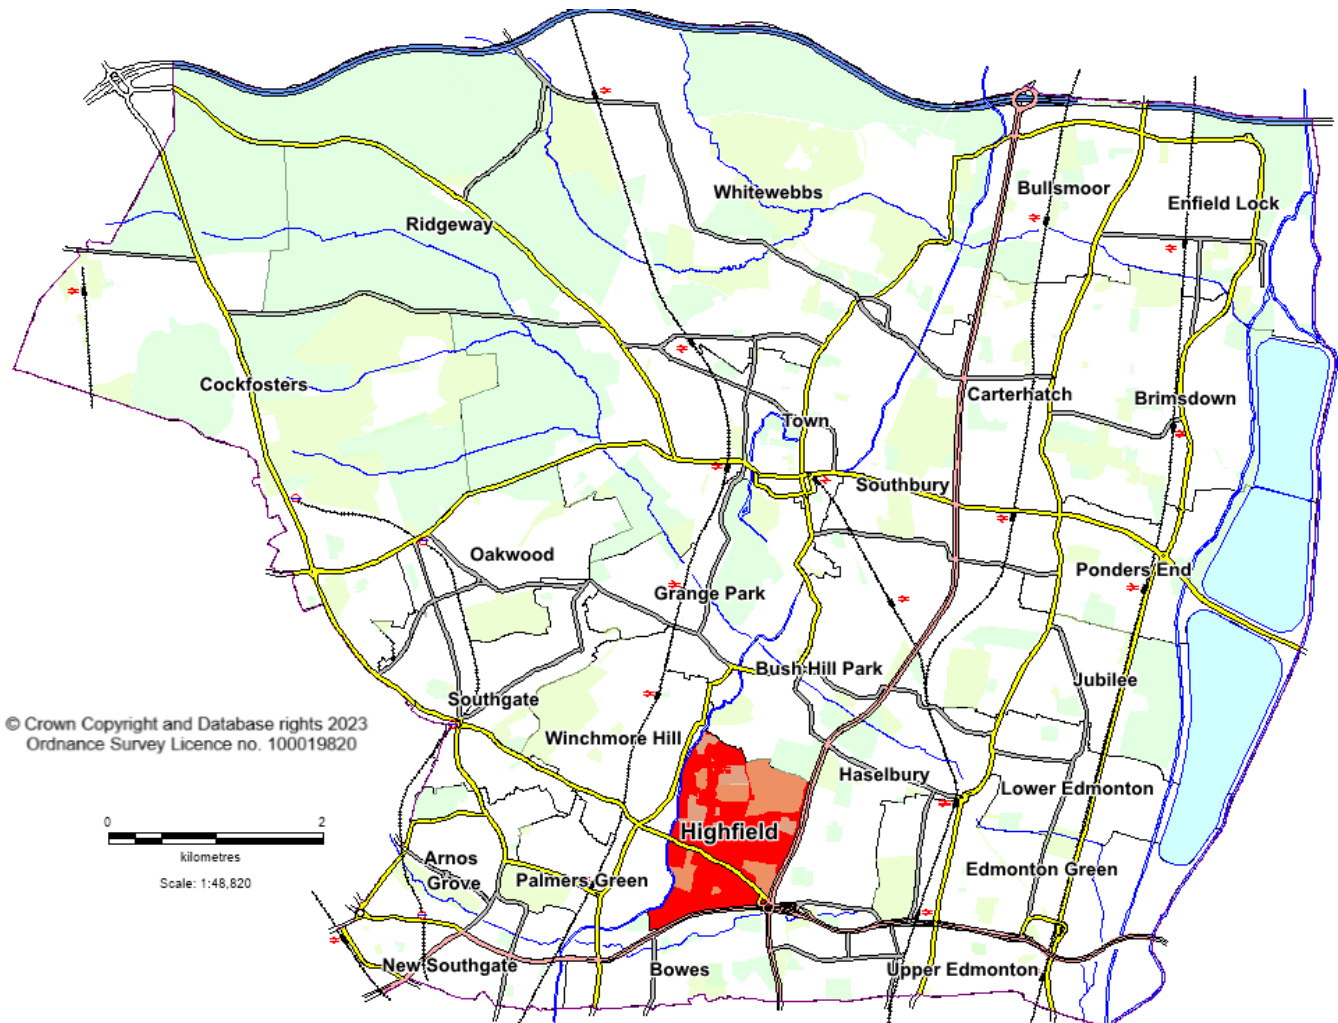 Whitewebbs
Bullsmoor
Enfield Lock
Ridgeway
Cockfosters
Carterhatch
Brimsdown
Town
Southbury
Oakwood
Ponders End
Grange Park
Bush Hill Park
Jubilee
Southgate
© Crown Copyright and Database rights 2023
Ordnance Survey Licence no. 100019820
Winchmore Hill
Haselbury
Lower Edmonton
0 2
kilometres
Scale: 1:48,820
Highfield
Arnos
Grove
Palmers Green
Edmonton Green
New Southgate
Bowes
Upper Edmonton